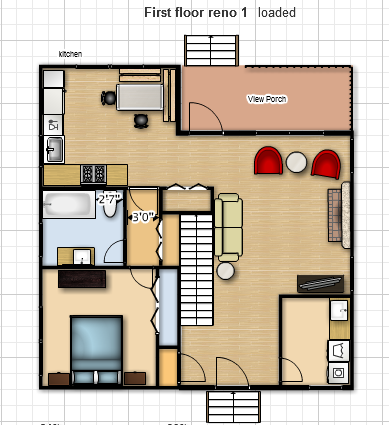 First floor reno 1 loaded
kitchen
View Porch
2'7"
3'0"